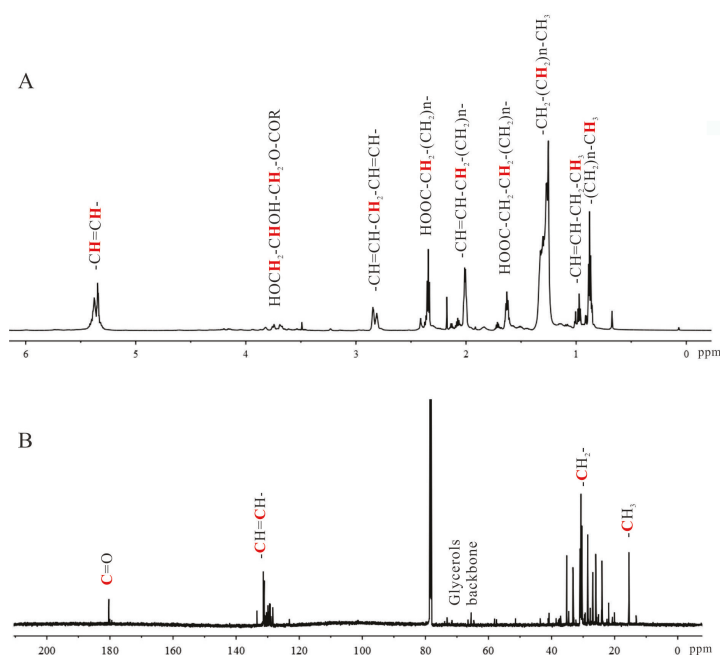 A
-CH=CH-
HOCH₂-CHOH-CH₂-O-COR
-CH=CH-CH₂-CH=CH-
HOOC-CH₂-(CH₂)n-
-CH=CH-CH₂-(CH₂)n-
HOOC-CH₂-CH₂-(CH₂)n-
-CH₂-(CH₂)n-CH₃
-CH=CH-CH₂-CH₃
-(CH₂)n-CH₃
6 5 4 3 2 1 0 ppm
B
C=O
-CH=CH-
Glycerols
backbone
-CH₂-
-CH₃
200 180 160 140 120 100 80 60 40 20 0 ppm